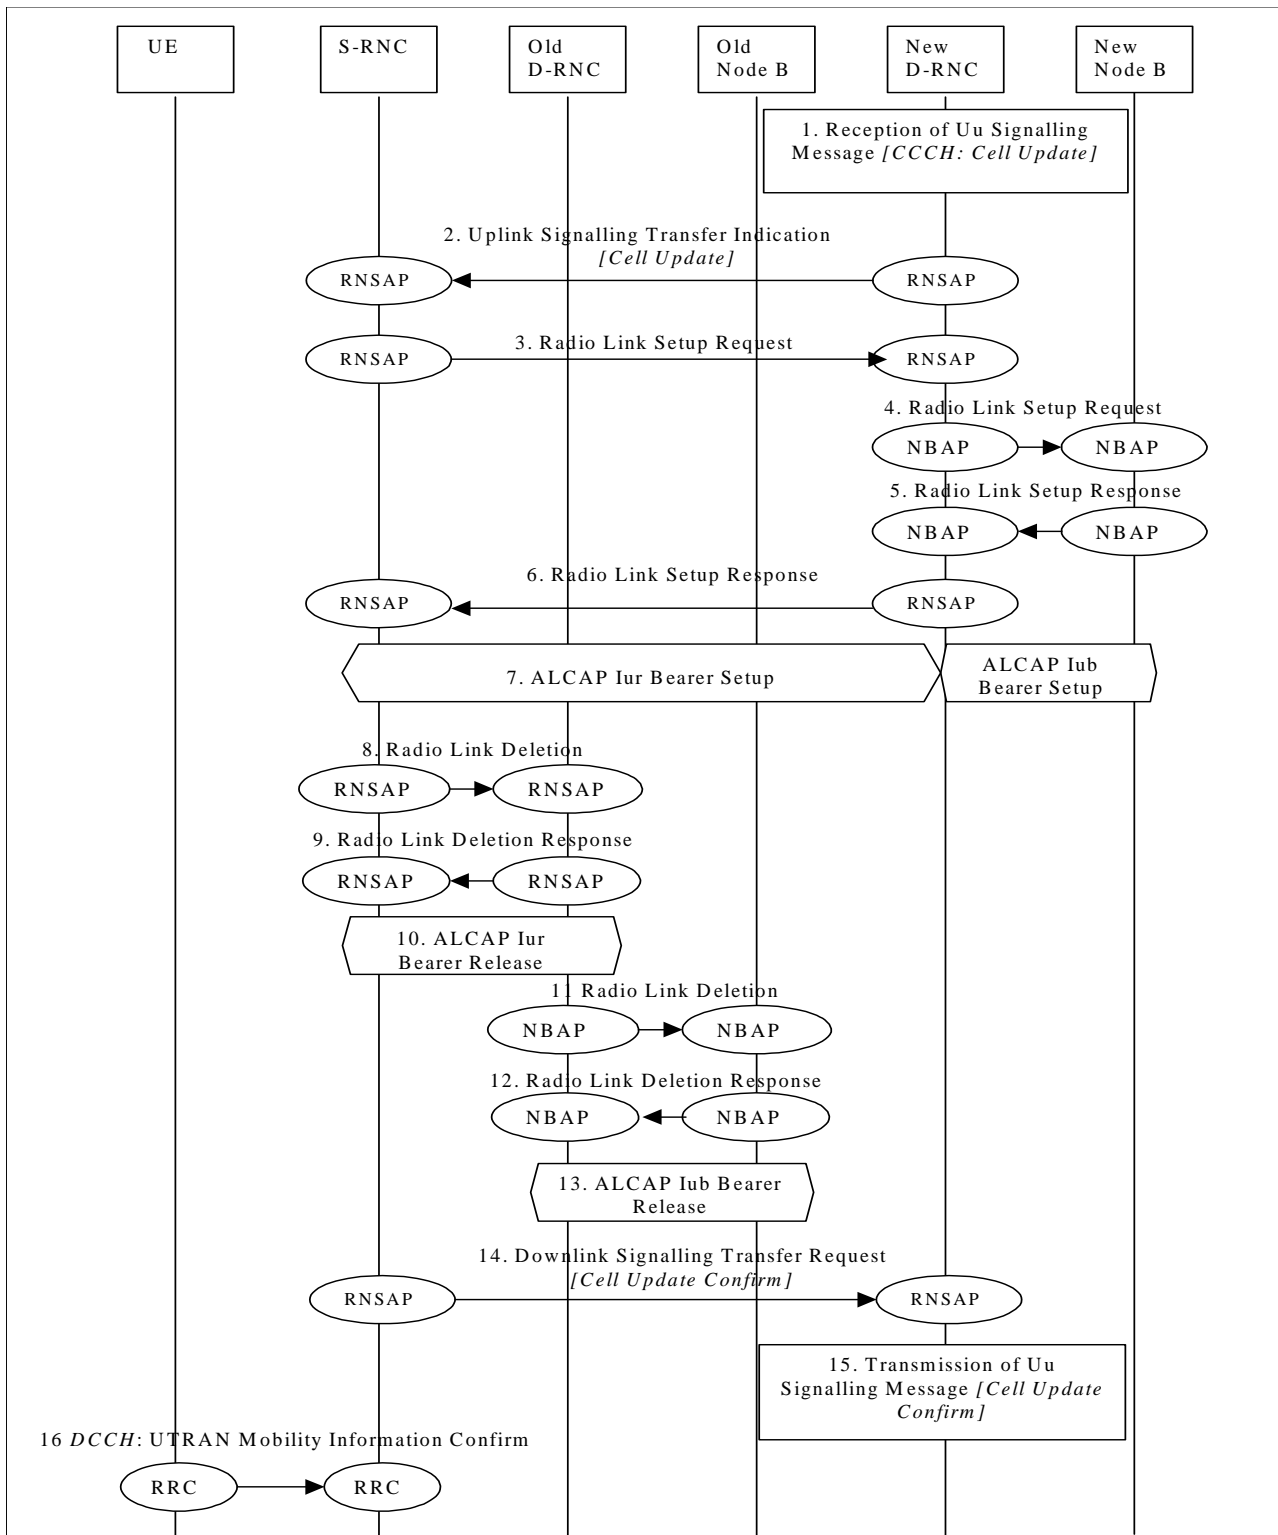 UE
S-RNC
Old
D-RNC
Old
Node B
New
D-RNC
New
Node B
1. Reception of Uu Signalling
Message [CCCH: Cell Update]
2. Uplink Signalling Transfer Indication
[Cell Update]
RNSAP
RNSAP
3. Radio Link Setup Request
RNSAP
RNSAP
4. Radio Link Setup Request
NBAP
NBAP
5. Radio Link Setup Response
NBAP
NBAP
6. Radio Link Setup Response
RNSAP
RNSAP
7. ALCAP Iur Bearer Setup
ALCAP Iub
Bearer Setup
8. Radio Link Deletion
RNSAP
RNSAP
9. Radio Link Deletion Response
RNSAP
RNSAP
10. ALCAP Iur
Bearer Release
11 Radio Link Deletion
NBAP
NBAP
12. Radio Link Deletion Response
NBAP
NBAP
13. ALCAP Iub Bearer
Release
14. Downlink Signalling Transfer Request
[Cell Update Confirm]
RNSAP
RNSAP
15. Transmission of Uu
Signalling Message [Cell Update
Confirm]
16 DCCH: UTRAN Mobility Information Confirm
RRC
RRC